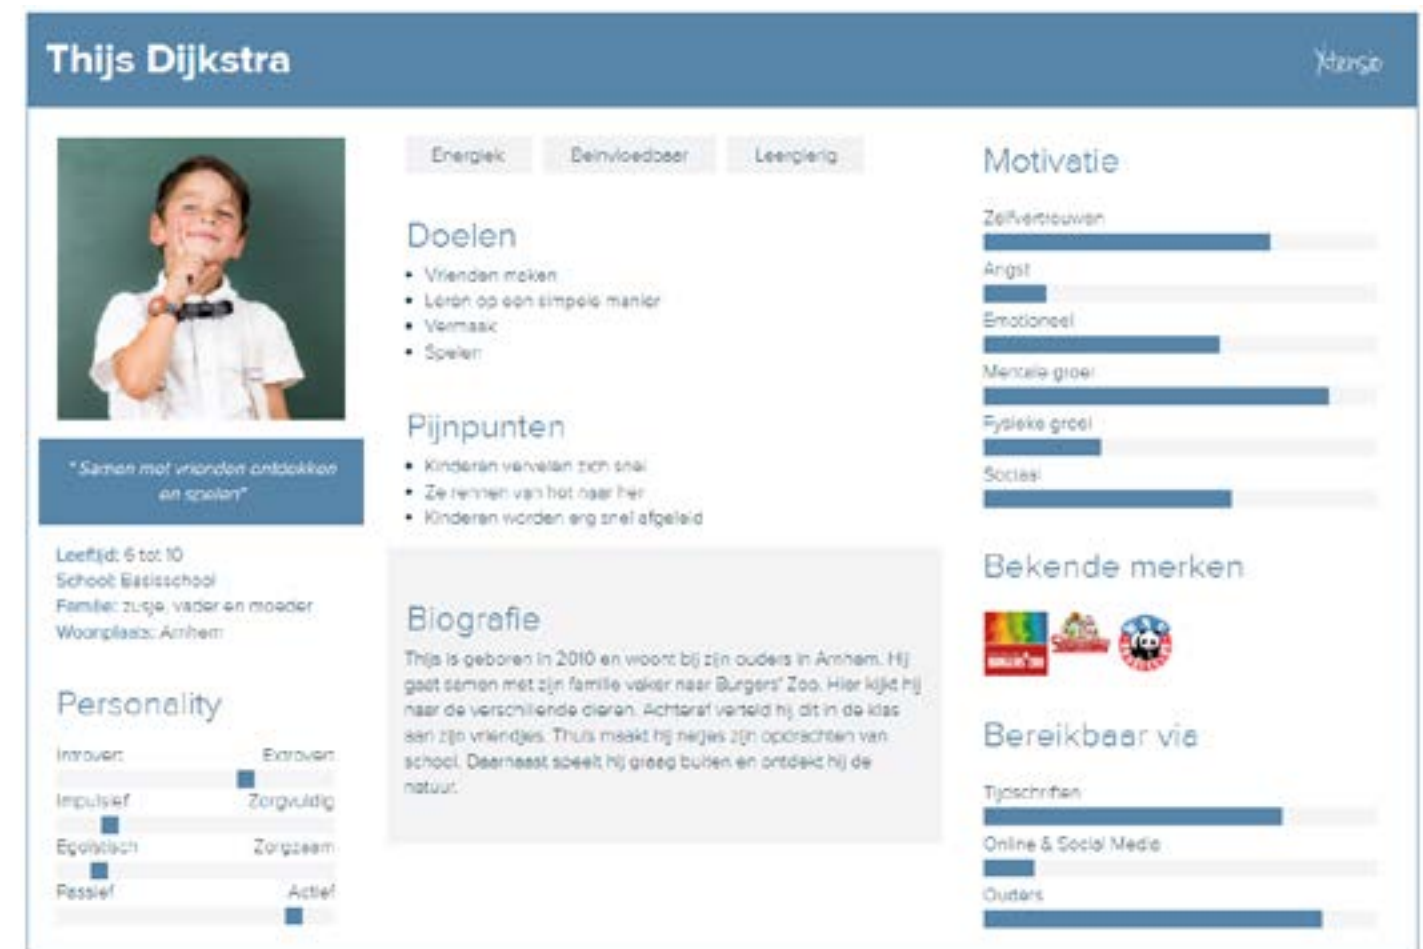 Thijs Dijkstra
Xtensio
Energiek
Beïnvloedbaar
Leergierig
Doelen
• Vrienden maken
• Leren op een simpele manier
• Vermaak
• Spelen
Pijnpunten
• Kinderen vervelen zich snel
• Ze rennen van hot naar her
• Kinderen worden erg snel afgeleid
"Samen met vrienden ontdekken
en spelen"
Leeftijd: 6 tot 10
School: Basisschool
Familie: zusje, vader en moeder
Woonplaats: Arnhem
Personality
Introvert Extrovert
Impulsief Zorgvuldig
Egoïstisch Zorgzaam
Passief Actief
Biografie
Thijs is geboren in 2010 en woont bij zijn ouders in Arnhem. Hij
gaat samen met zijn familie vaker naar Burgers' Zoo. Hier kijkt hij
naar de verschillende dieren. Achteraf verteld hij dit in de klas
aan zijn vriendjes. Thuis maakt hij netjes zijn opdrachten van
school. Daarnaast speelt hij graag buiten en ontdekt hij de
natuur.
Motivatie
Zelfvertrouwen
Angst
Emotioneel
Mentale groei
Fysieke groei
Sociaal
Bekende merken
BURGERS' ZOO
Bereikbaar via
Tijdschriften
Online & Social Media
Ouders